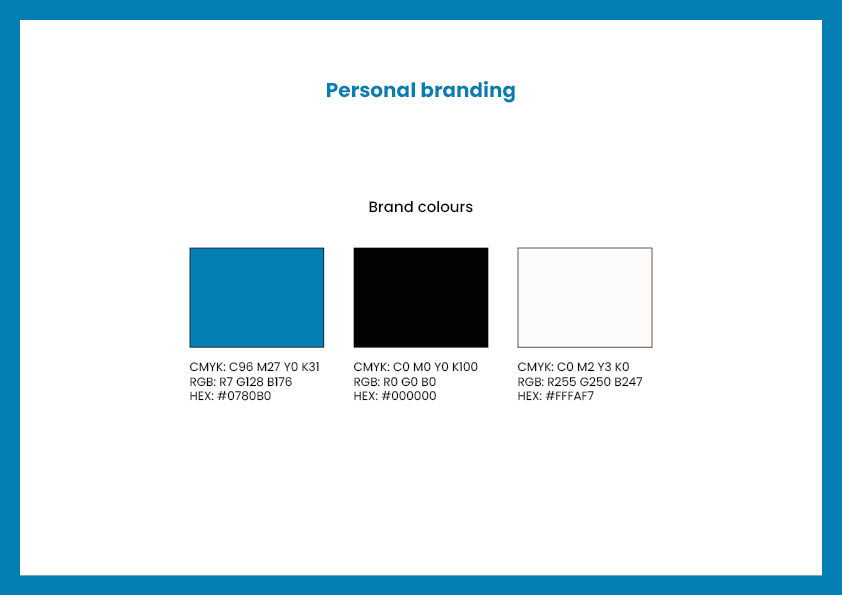 Personal branding
Brand colours
CMYK: C96 M27 Y0 K31
RGB: R7 G128 B176
HEX: #0780B0
CMYK: C0 M0 Y0 K100
RGB: R0 G0 B0
HEX: #000000
CMYK: C0 M2 Y3 K0
RGB: R255 G250 B247
HEX: #FFFAF7